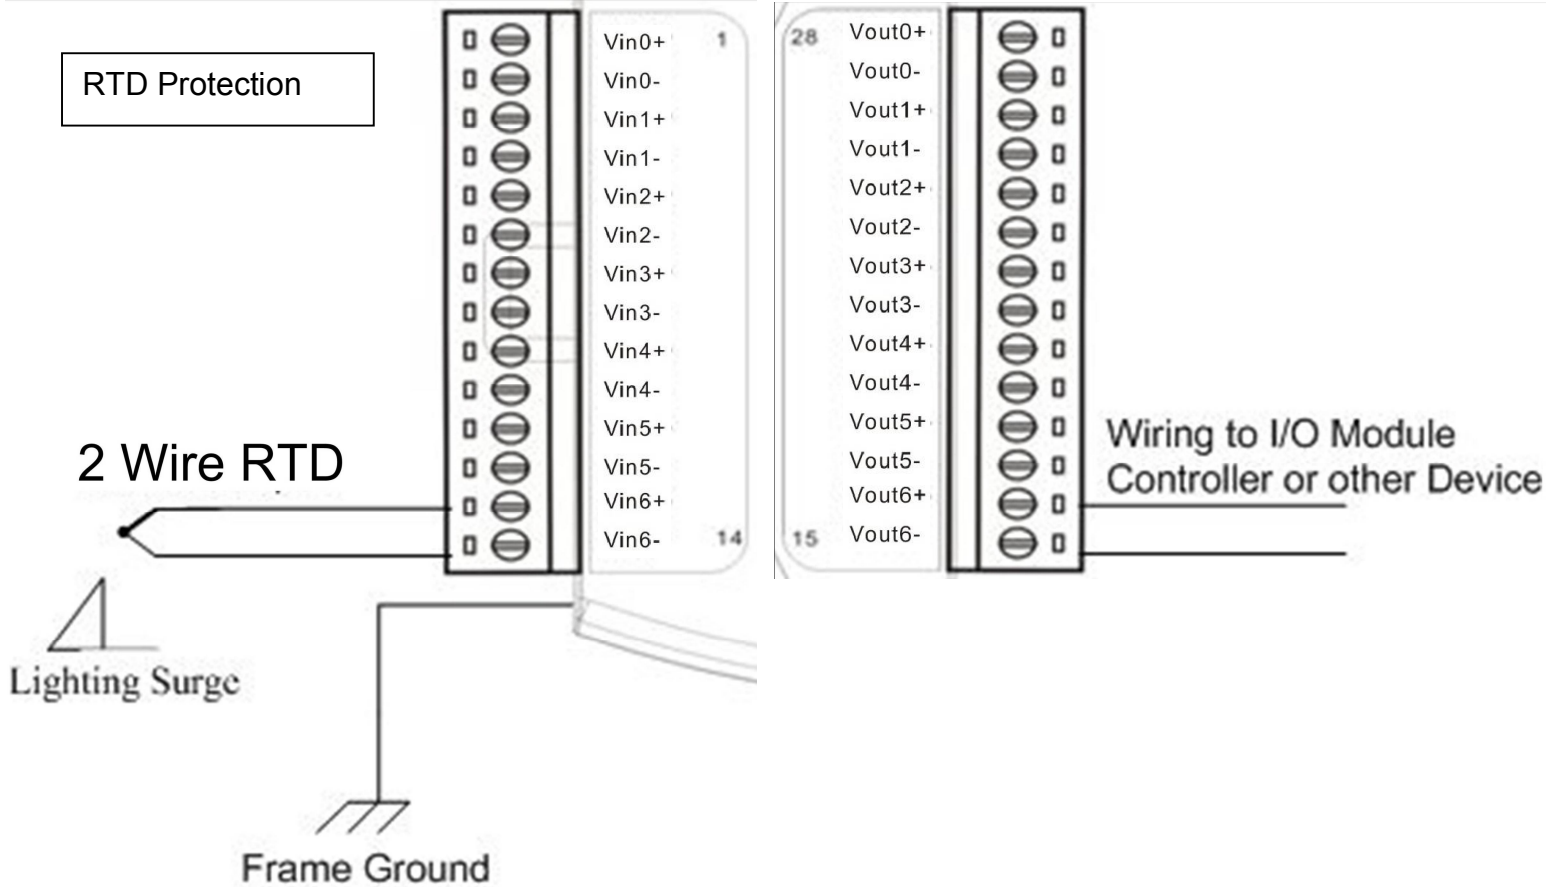 RTD Protection
Vin0+ 1
Vin0-
Vin1+
Vin1-
Vin2+
Vin2-
Vin3+
Vin3-
Vin4+
Vin4-
Vin5+
Vin5-
Vin6+
Vin6- 14
28 Vout0+
Vout0-
Vout1+
Vout1-
Vout2+
Vout2-
Vout3+
Vout3-
Vout4+
Vout4-
Vout5+
Vout5-
Vout6+
15 Vout6-
2 Wire RTD
Wiring to I/O Module
Controller or other Device
Lighting Surge
Frame Ground